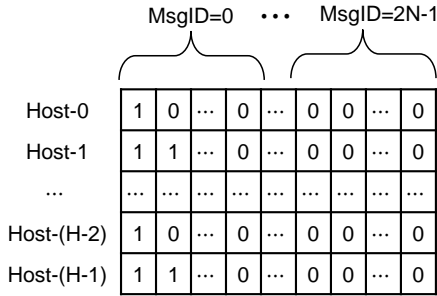 MsgID=0 ... MsgID=2N-1
Host-0 1 0 ... 0 ... 0 0 ... 0
Host-1 1 1 ... 0 ... 0 0 ... 0
... ... ... ... ... ... ... ... ... ...
Host-(H-2) 1 0 ... 0 ... 0 0 ... 0
Host-(H-1) 1 1 ... 0 ... 0 0 ... 0